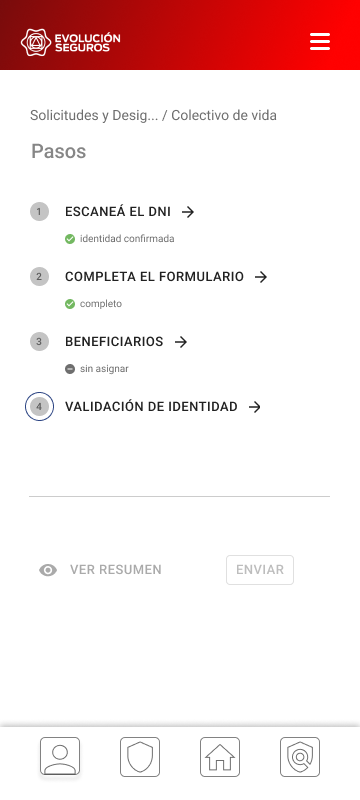 EVOLUCIÓN
SEGUROS
Solicitudes y Desig... / Colectivo de vida
Pasos
1 ESCANEÁ EL DNI
identidad confirmada
2 COMPLETA EL FORMULARIO
completo
3 BENEFICIARIOS
sin asignar
4 VALIDACIÓN DE IDENTIDAD
VER RESUMEN ENVIAR